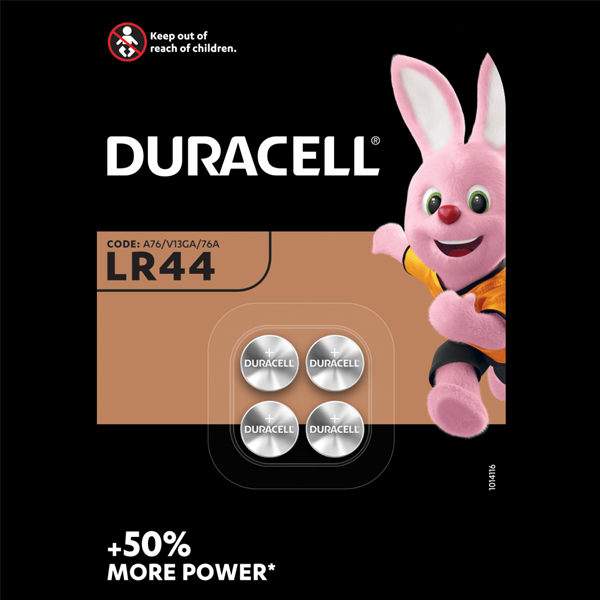 Keep out of
reach of children.
DURACELL®
CODE: A76/V13GA/76A
LR44
+
DURACELL
+
DURACELL
+
DURACELL
+
DURACELL
1014116
+50%
MORE POWER*